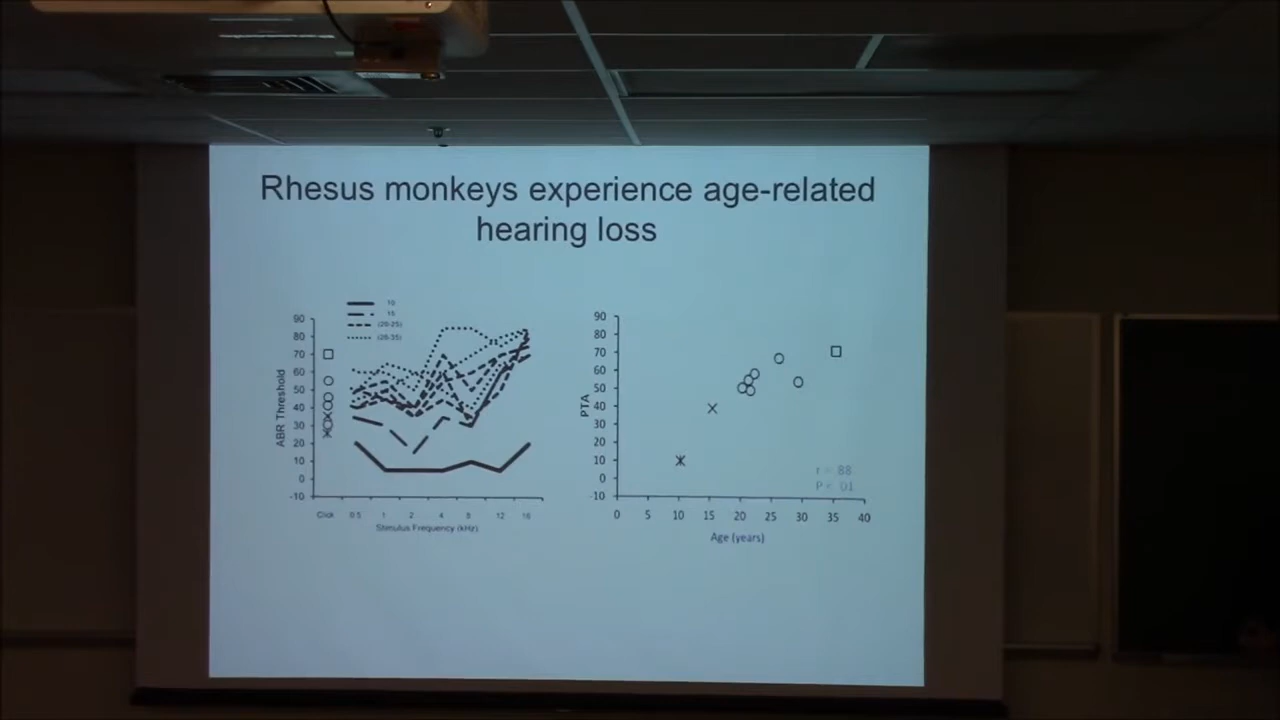 Rhesus monkeys experience age-related
hearing loss
10
15
(20-25)
(26-35)
90
80
70
60
50
40
30
20
10
0
-10
ABR Threshold
Click 0.5 1 2 4 8 12 16
Stimulus Frequency (kHz)
90
80
70
60
50
40
30
20
10
0
-10
PTA
r = .88
P < .01
0 5 10 15 20 25 30 35 40
Age (years)